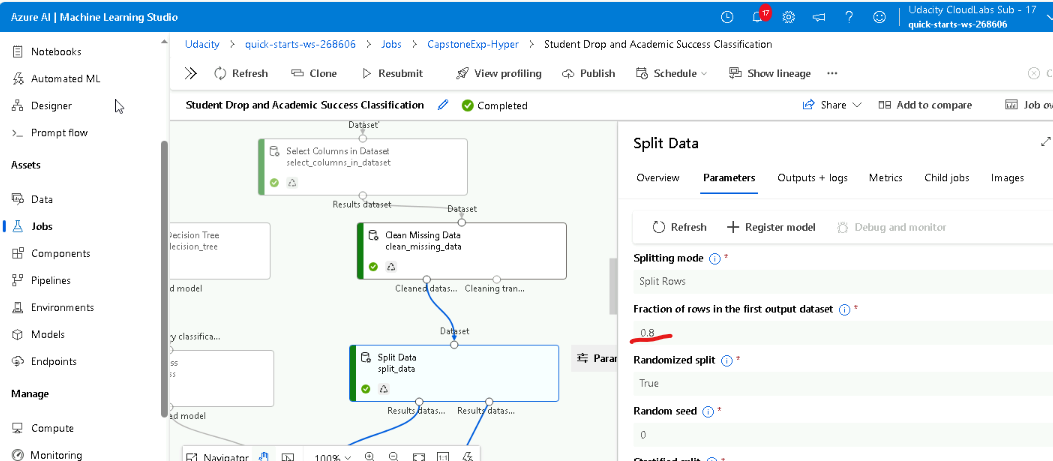 Azure AI | Machine Learning Studio
17
Udacity CloudLabs Sub - 17
quick-starts-ws-268606
Notebooks
Automated ML
Designer
Prompt flow
Assets
Data
Jobs
Components
Pipelines
Environments
Models
Endpoints
Manage
Compute
Monitoring
Udacity > quick-starts-ws-268606 > Jobs > CapstoneExp-Hyper > Student Drop and Academic Success Classification
Refresh Clone Resubmit View profiling Publish Schedule Show lineage ...
Student Drop and Academic Success Classification Completed Share Add to compare Job ov
Dataset'
Select Columns in Dataset
select_columns_in_dataset
Results dataset
Dataset
Decision Tree
decision_tree
d model
Clean Missing Data
clean_missing_data
Cleaned datas... Cleaning tran...
y classifica...
Dataset
ss
ss
ed model
Split Data
split_data
Results datas... Results datas...
Param
Navigator 100%
Split Data
Overview Parameters Outputs + logs Metrics Child jobs Images
Refresh Register model Debug and monitor
Splitting mode *
Split Rows
Fraction of rows in the first output dataset *
0.8
Randomized split *
True
Random seed *
0
Stratified split *